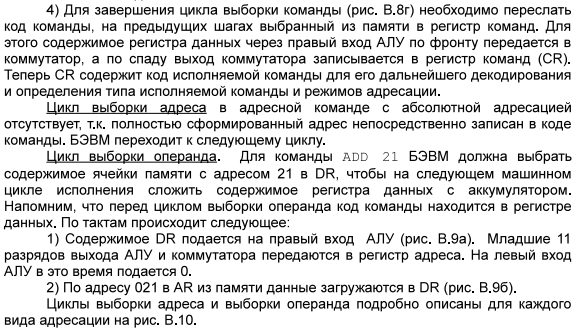 4) Для завершения цикла выборки команды (рис. В.8г) необходимо переслать
код команды, на предыдущих шагах выбранный из памяти в регистр команд. Для
этого содержимое регистра данных через правый вход АЛУ по фронту передается в
коммутатор, а по спаду выход коммутатора записывается в регистр команд (CR).
Теперь CR содержит код исполняемой команды для его дальнейшего декодирования
и определения типа исполняемой команды и режимов адресации.
Цикл выборки адреса в адресной команде с абсолютной адресацией
отсутствует, т.к. полностью сформированный адрес непосредственно записан в коде
команды. БЭВМ переходит к следующему циклу.
Цикл выборки операнда. Для команды ADD 21 БЭВМ должна выбрать
содержимое ячейки памяти с адресом 21 в DR, чтобы на следующем машинном
цикле исполнения сложить содержимое регистра данных с аккумулятором.
Напомним, что перед циклом выборки операнда код команды находится в регистре
данных. По тактам происходит следующее:
1) Содержимое DR подается на правый вход АЛУ (рис. В.9а). Младшие 11
разрядов выхода АЛУ и коммутатора передаются в регистр адреса. На левый вход
АЛУ в это время подается 0.
2) По адресу 021 в AR из памяти данные загружаются в DR (рис. В.9б).
Циклы выборки адреса и выборки операнда подробно описаны для каждого
вида адресации на рис. В.10.